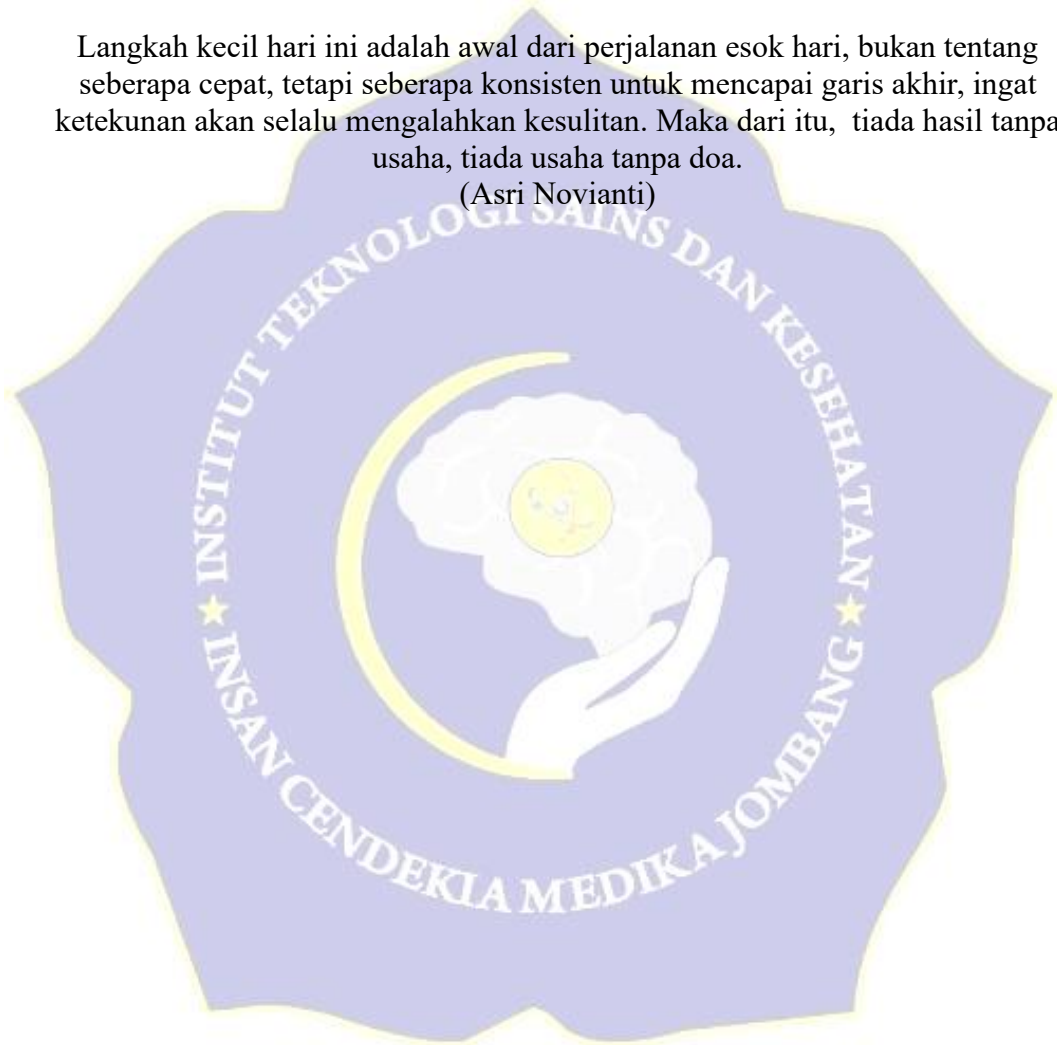 Langkah kecil hari ini adalah awal dari perjalanan esok hari, bukan tentang
seberapa cepat, tetapi seberapa konsisten untuk mencapai garis akhir, ingat
ketekunan akan selalu mengalahkan kesulitan. Maka dari itu,  tiada hasil tanpa
usaha, tiada usaha tanpa doa.
(Asri Novianti)
INSTITUT TEKNOLOGI SAINS DAN KESEHATAN
INSAN CENDEKIA MEDIKA JOMBANG